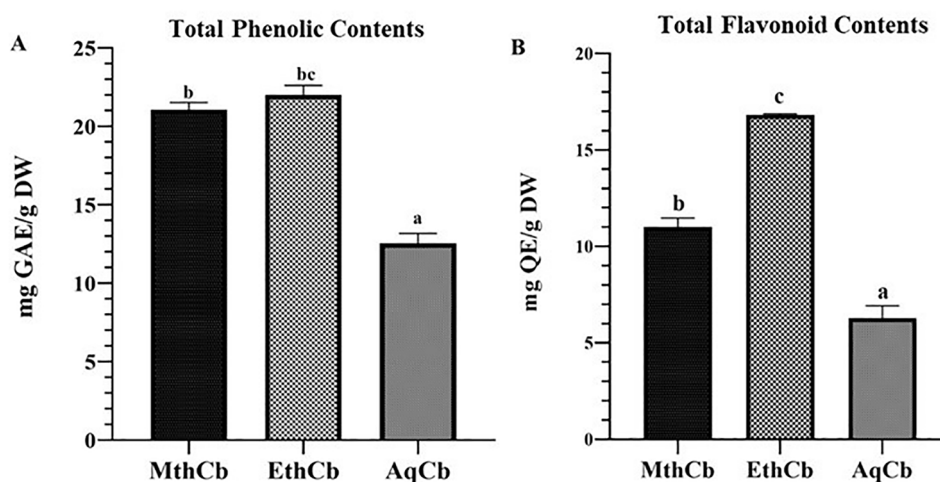 A
Total Phenolic Contents
mg GAE/g DW
25
20
15
10
5
0
b
bc
a
MthCb
EthCb
AqCb
B
Total Flavonoid Contents
mg QE/g DW
20
15
10
5
0
b
c
a
MthCb
EthCb
AqCb